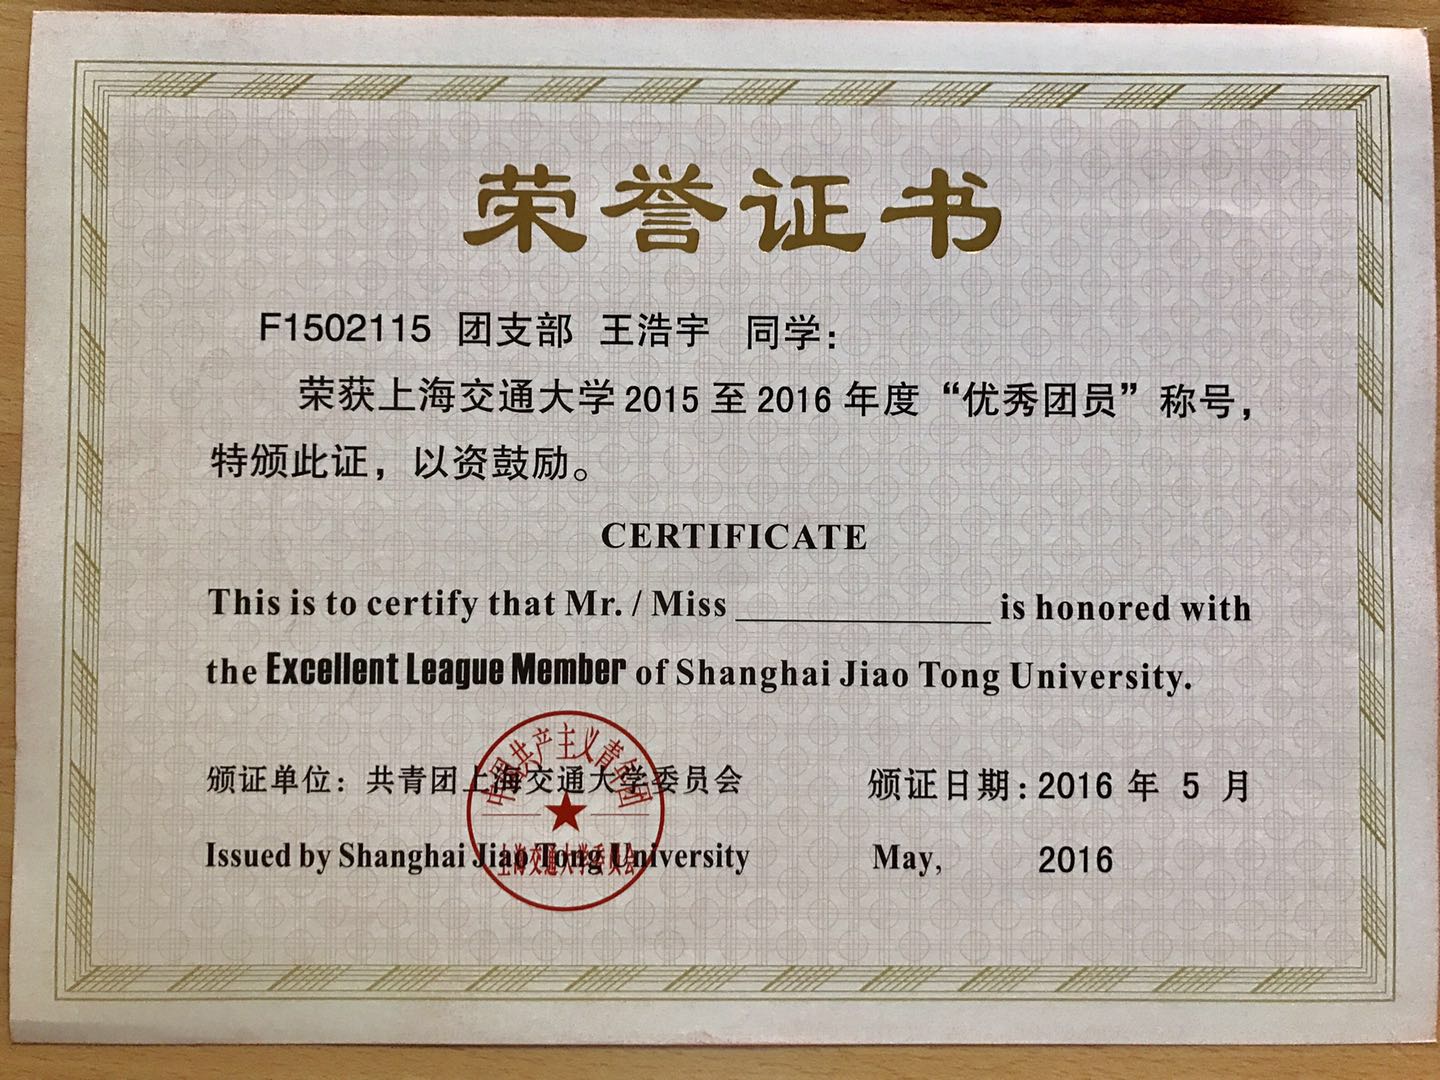 荣誉证书
F1502115 团支部 王浩宇 同学：
荣获上海交通大学 2015 至 2016 年度“优秀团员”称号，
特颁此证，以资鼓励。
CERTIFICATE
This is to certify that Mr. / Miss ______________ is honored with
the Excellent League Member of Shanghai Jiao Tong University.
颁证单位：共青团上海交通大学委员会
颁证日期：2016 年 5 月
Issued by Shanghai Jiao Tong University
May, 2016
中国共产主义青年团
上海交通大学委员会